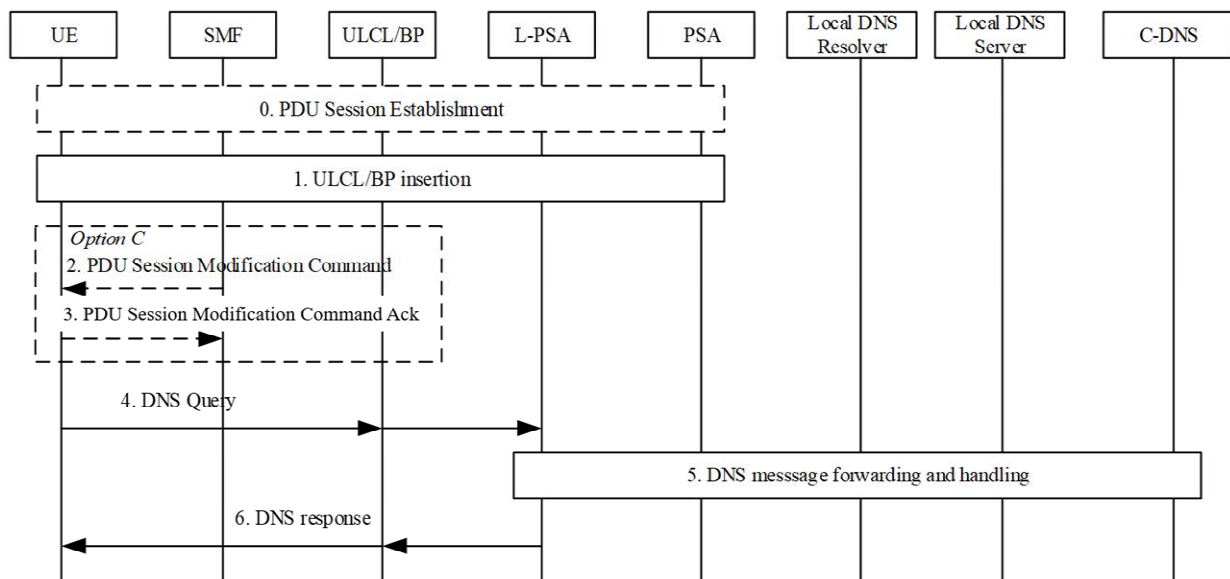 UE
SMF
ULCL/BP
L-PSA
PSA
Local DNS
Resolver
Local DNS
Server
C-DNS
0. PDU Session Establishment
1. ULCL/BP insertion
Option C
2. PDU Session Modification Command
3. PDU Session Modification Command Ack
4. DNS Query
5. DNS messsage forwarding and handling
6. DNS response